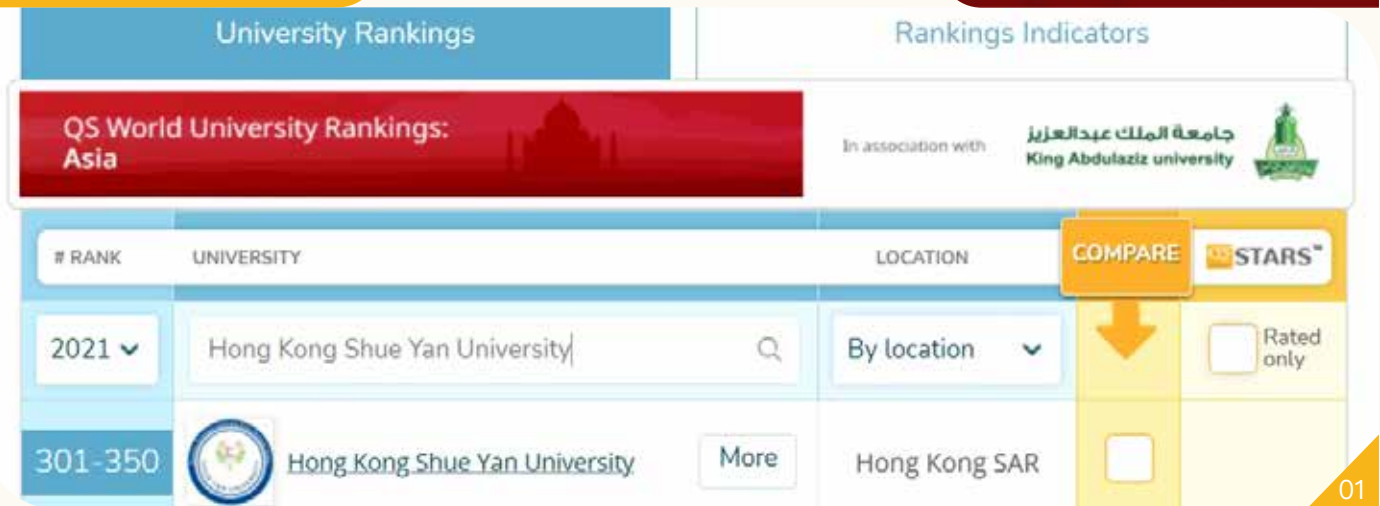 University Rankings
Rankings Indicators
QS World University Rankings:
Asia
In association with
جامعة الملك عبدالعزيز
King Abdulaziz university
# RANK
UNIVERSITY
LOCATION
COMPARE
QS STARS™
2021
Hong Kong Shue Yan University
By location
Rated
only
301-350
Hong Kong Shue Yan University
More
Hong Kong SAR
01